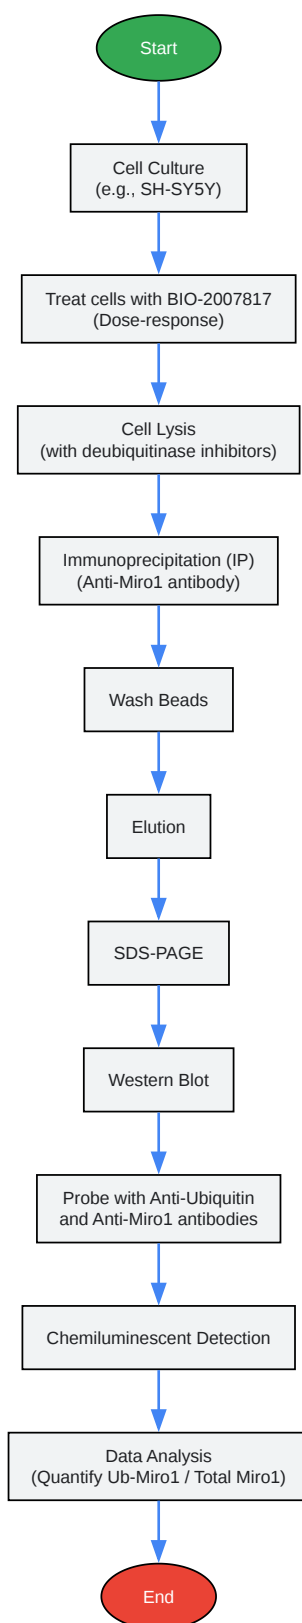 Start
Cell Culture
(e.g., SH-SY5Y)
Treat cells with BIO-2007817
(Dose-response)
Cell Lysis
(with deubiquitinase inhibitors)
Immunoprecipitation (IP)
(Anti-Miro1 antibody)
Wash Beads
Elution
SDS-PAGE
Western Blot
Probe with Anti-Ubiquitin
and Anti-Miro1 antibodies
Chemiluminescent Detection
Data Analysis
(Quantify Ub-Miro1 / Total Miro1)
End